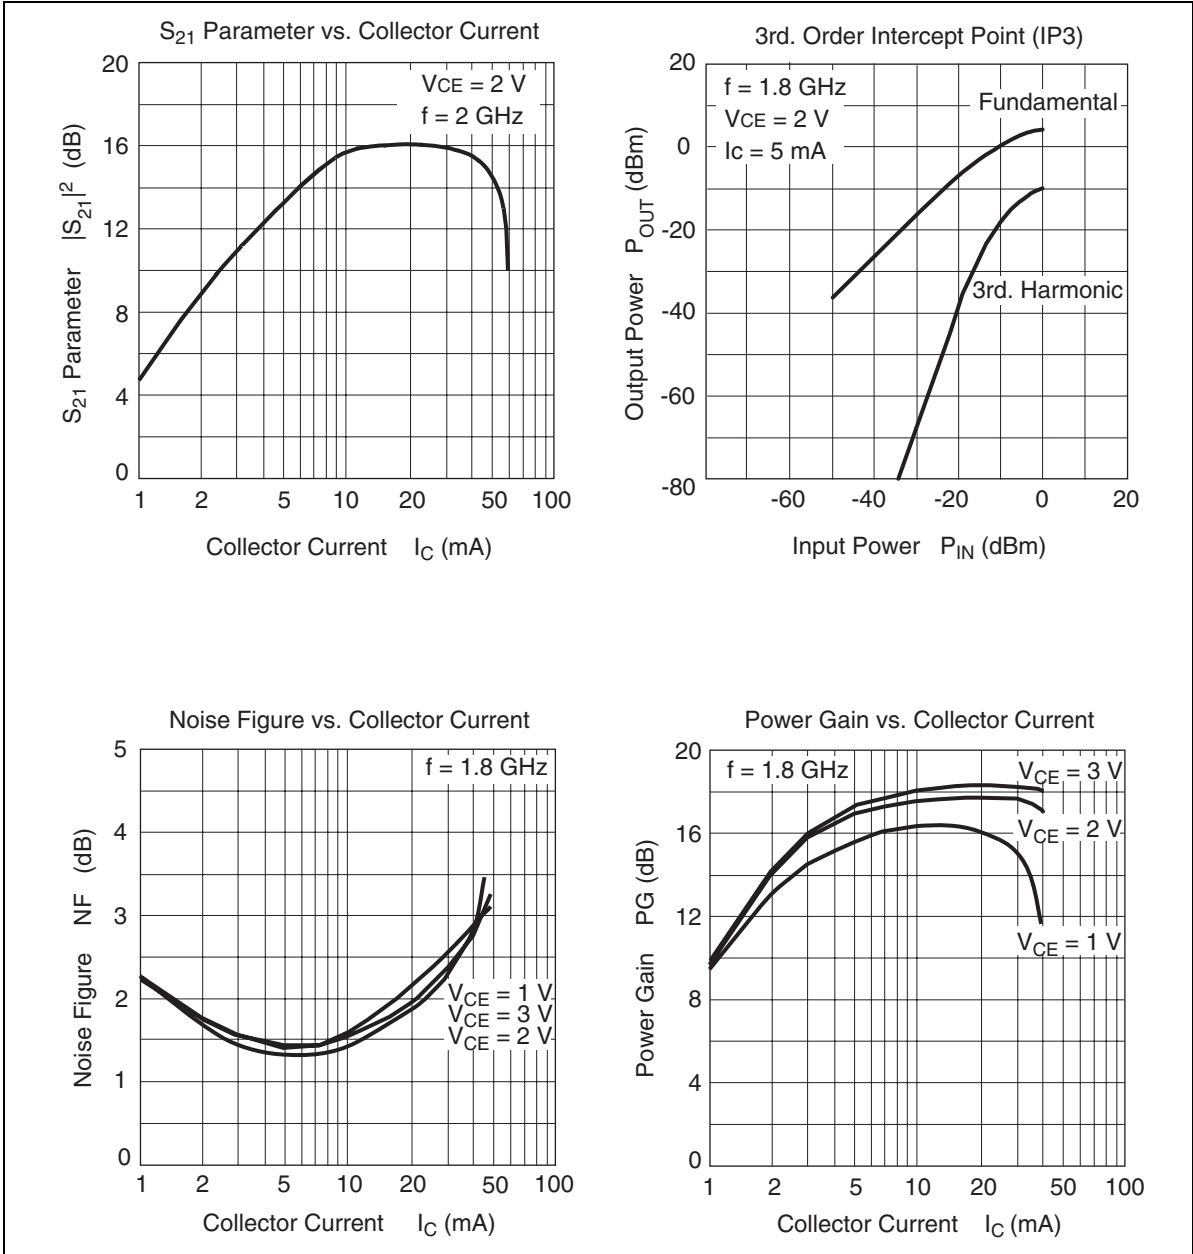 S21 Parameter vs. Collector Current
20
16
12
8
4
0
S21 Parameter |S21|² (dB)
VCE = 2 V
f = 2 GHz
1 2 5 10 20 50 100
Collector Current IC (mA)
3rd. Order Intercept Point (IP3)
20
0
-20
-40
-60
-80
Output Power POUT (dBm)
f = 1.8 GHz
VCE = 2 V
Ic = 5 mA
Fundamental
3rd. Harmonic
-60 -40 -20 0 20
Input Power PIN (dBm)
Noise Figure vs. Collector Current
5
4
3
2
1
0
Noise Figure NF (dB)
f = 1.8 GHz
VCE = 1 V
VCE = 3 V
VCE = 2 V
1 2 5 10 20 50 100
Collector Current IC (mA)
Power Gain vs. Collector Current
20
16
12
8
4
0
Power Gain PG (dB)
f = 1.8 GHz
VCE = 3 V
VCE = 2 V
VCE = 1 V
1 2 5 10 20 50 100
Collector Current IC (mA)